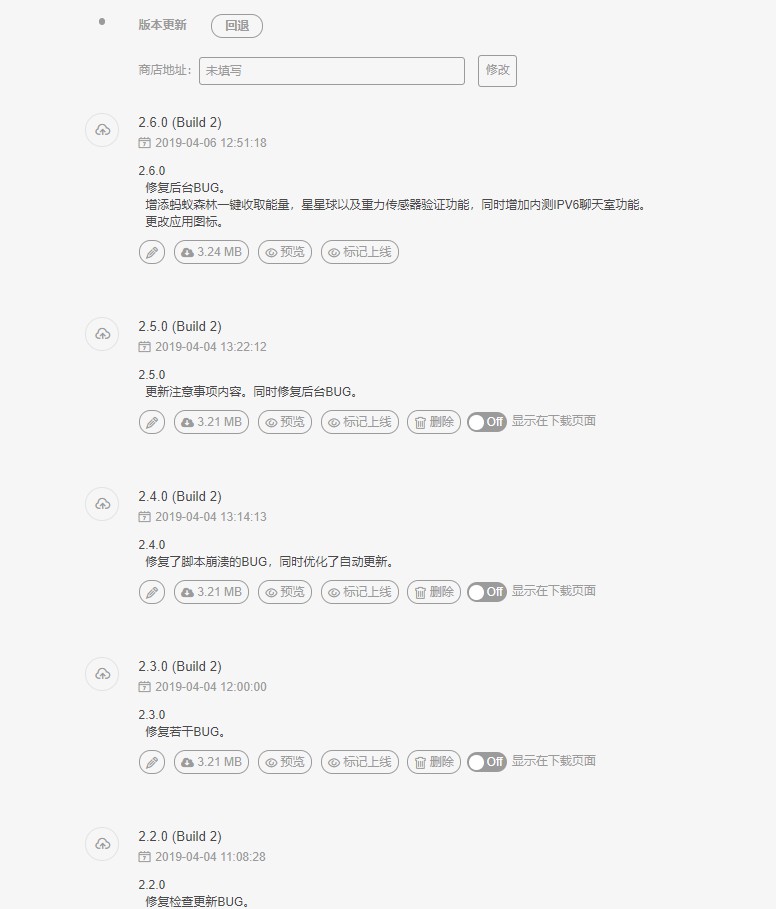 版本更新 回退
商店地址： 未填写 修改
2.6.0 (Build 2)
2019-04-06 12:51:18
2.6.0
修复后台BUG。
增添蚂蚁森林一键收取能量，星星球以及重力传感器验证功能，同时增加内测IPV6聊天室功能。
更改应用图标。
3.24 MB 预览 标记上线
2.5.0 (Build 2)
2019-04-04 13:22:12
2.5.0
更新注意事项内容。同时修复后台BUG。
3.21 MB 预览 标记上线 删除 Off 显示在下载页面
2.4.0 (Build 2)
2019-04-04 13:14:13
2.4.0
修复了脚本崩溃的BUG，同时优化了自动更新。
3.21 MB 预览 标记上线 删除 Off 显示在下载页面
2.3.0 (Build 2)
2019-04-04 12:00:00
2.3.0
修复若干BUG。
3.21 MB 预览 标记上线 删除 Off 显示在下载页面
2.2.0 (Build 2)
2019-04-04 11:08:28
2.2.0
修复检查更新BUG。